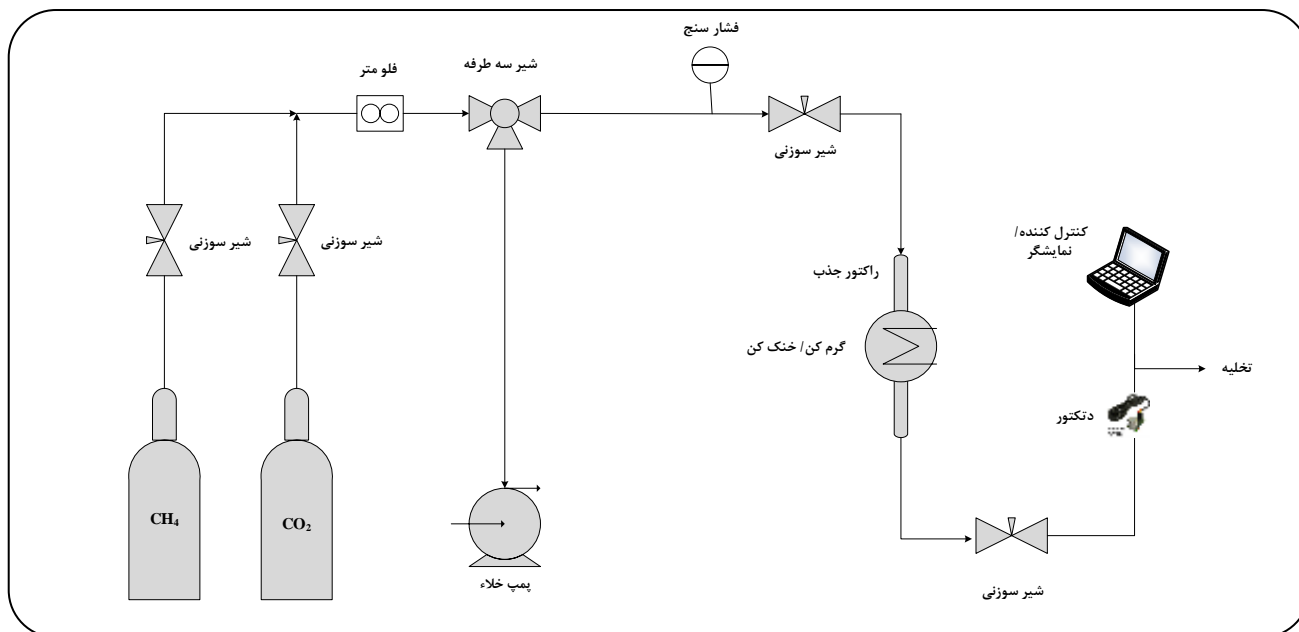 فشار سنج
شیر سه طرفه
فلو متر
شیر سوزنی
شیر سوزنی
شیر سوزنی
کنترل کننده/
نمایشگر
راکتور جذب
گرم کن/ خنک کن
تخلیه
دتکتور
CH₄
CO₂
پمپ خلاء
شیر سوزنی